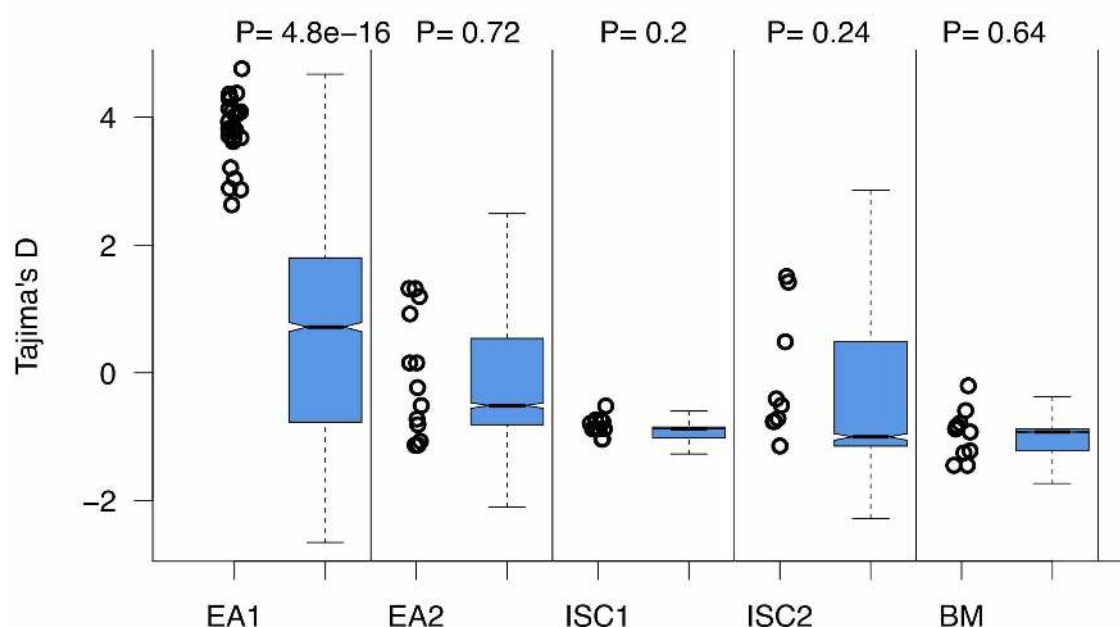 P= 4.8e−16 P= 0.72 P= 0.2 P= 0.24 P= 0.64
Tajima's D
4
2
0
−2
EA1 EA2 ISC1 ISC2 BM